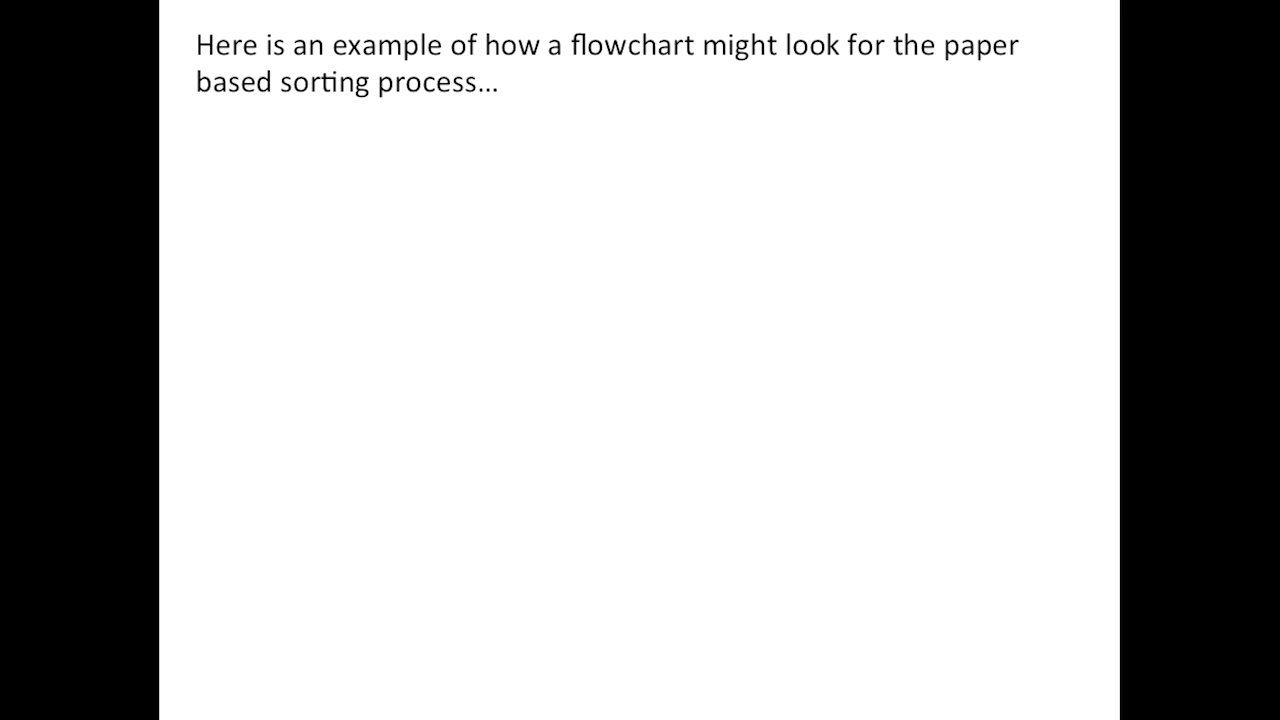 Here is an example of how a flowchart might look for the paper
based sorting process...